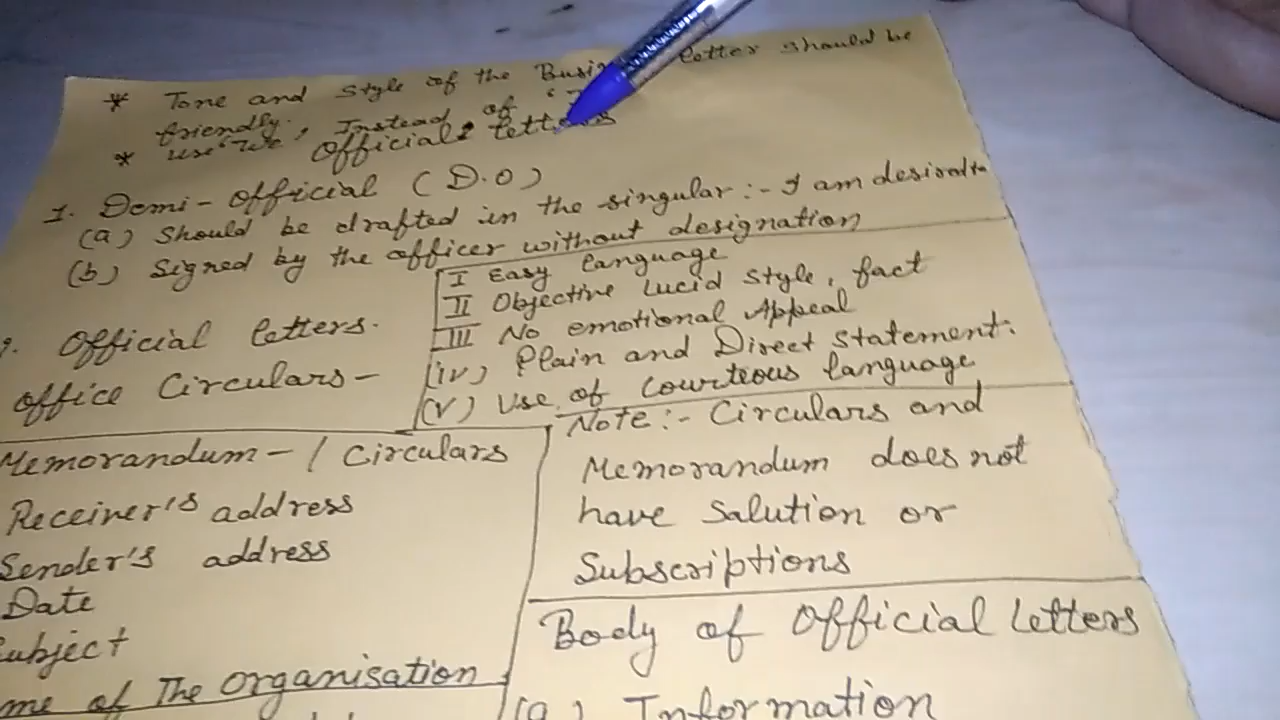 * Tone and Style of the letter should be
friendly.
* use "We", Instead of
Official letters
1. Demi-official (D.O)
(a) Should be drafted in the singular:- I am desired to
(b) Signed by the officer without designation
I Easy language
II Objective Lucid Style, fact
III No emotional Appeal
(iv) Plain and Direct Statement.
(V) Use of Courteous language
Official letters.
office Circulars-
Note:- Circulars and
Memorandum does not
have Salution or
Subscriptions
Memorandum- / Circulars
Receiver's address
Sender's address
Date
ubject
me of The Organisation
Body of Official Letters
(a) Information